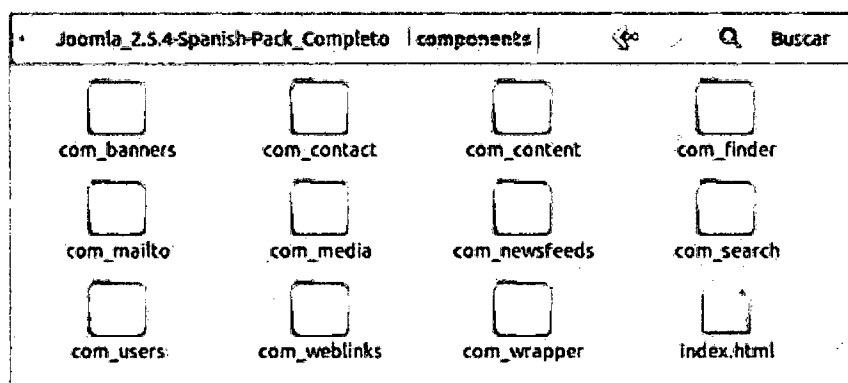 Joomla_2.5.4-Spanish-Pack_Completo components Buscar
com_banners com_contact com_content com_finder
com_mailto com_media com_newsfeeds com_search
com_users com_weblinks com_wrapper index.html